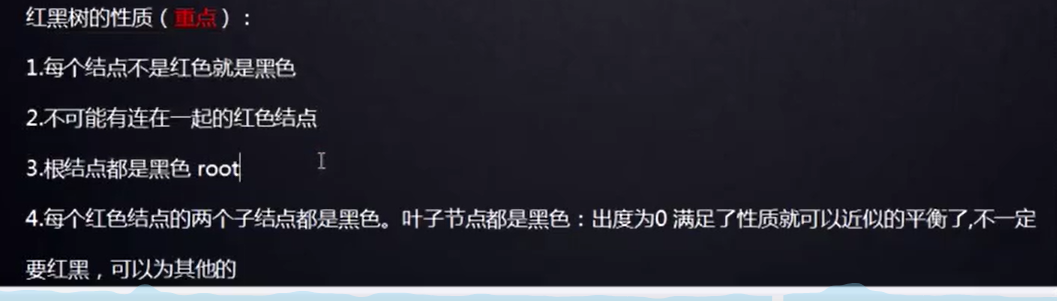 红黑树的性质（重点）：
1.每个结点不是红色就是黑色
2.不可能有连在一起的红色结点
3.根结点都是黑色 root
4.每个红色结点的两个子结点都是黑色。叶子节点都是黑色：出度为0 满足了性质就可以近似的平衡了,不一定
要红黑，可以为其他的